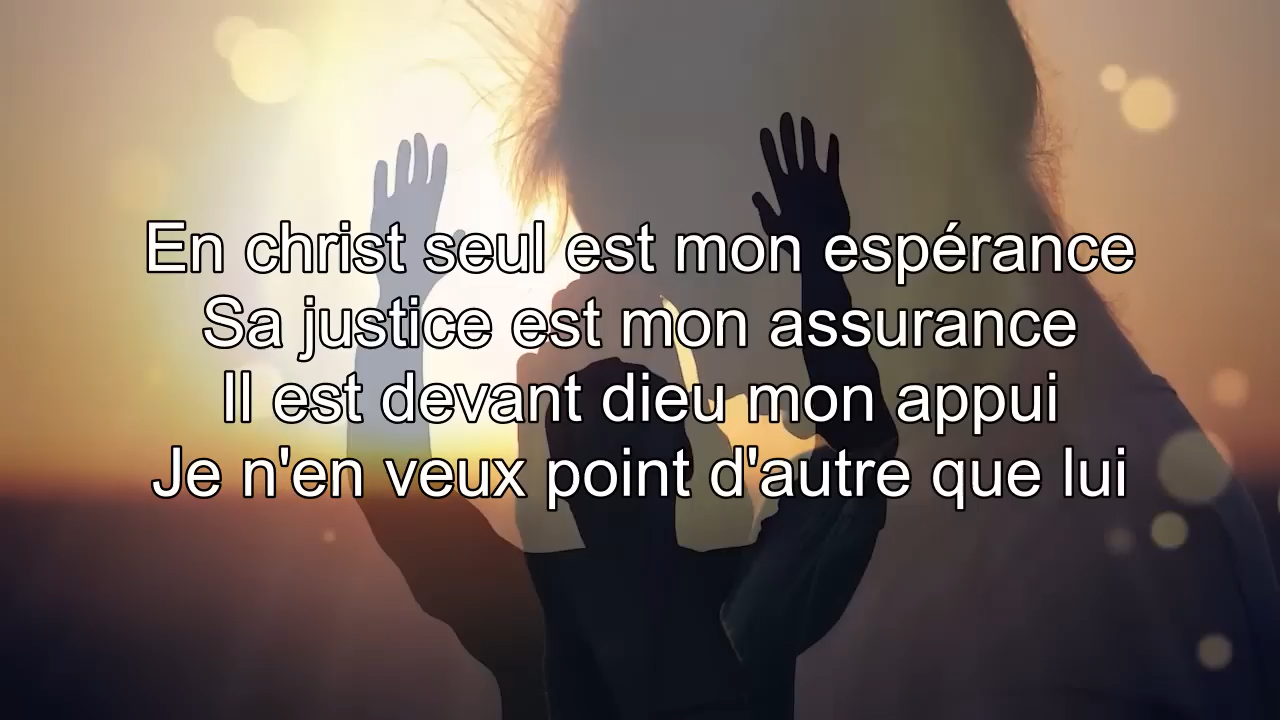 En christ seul est mon espérance
Sa justice est mon assurance
Il est devant dieu mon appui
Je n'en veux point d'autre que lui